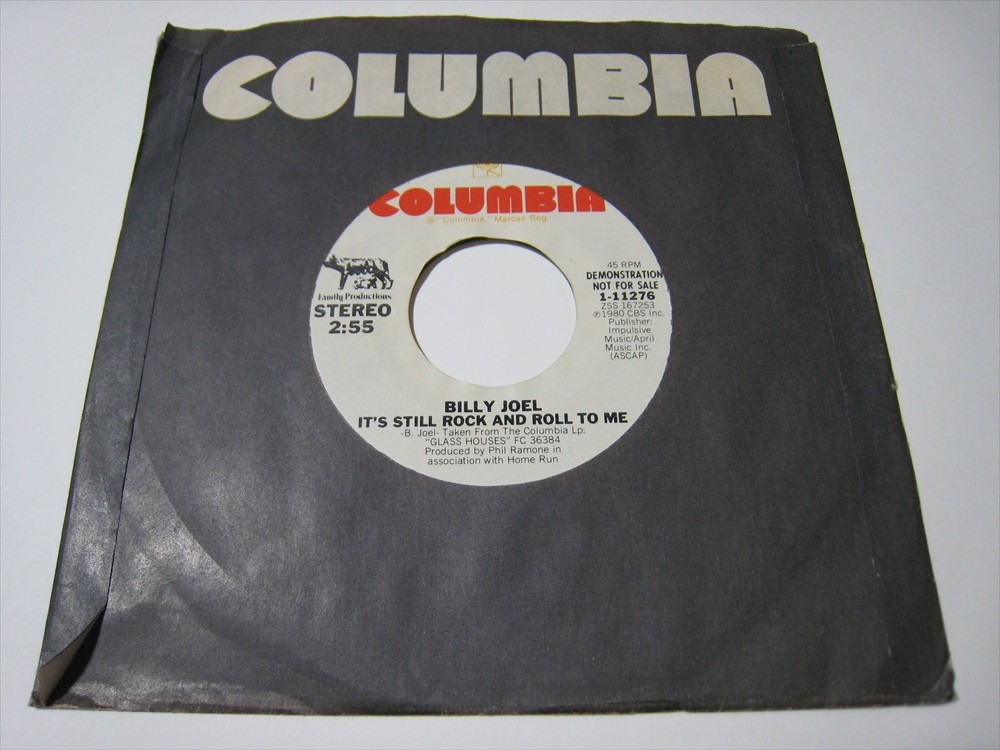 COLUMBIA
COLUMBIA
® "Columbia," Marcas Reg.
Family Productions
STEREO
2:55
45 RPM
DEMONSTRATION
NOT FOR SALE
1-11276
ZSS 167253
℗1980 CBS Inc.
Publisher:
Impulsive
Music/April
Music Inc.
(ASCAP)
BILLY JOEL
IT'S STILL ROCK AND ROLL TO ME
-B. Joel- Taken From The Columbia Lp:
"GLASS HOUSES" FC 36384
Produced by Phil Ramone in
association with Home Run